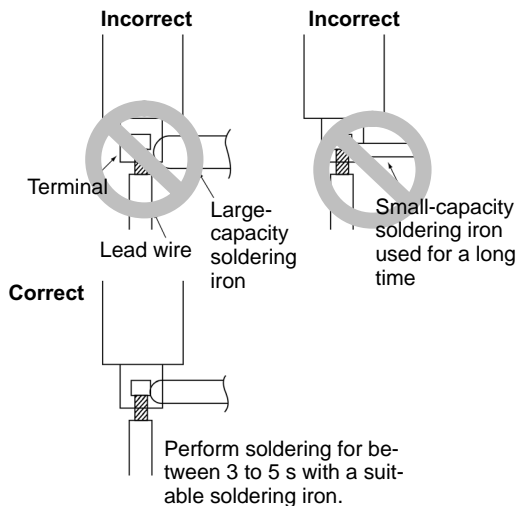 Incorrect
Incorrect
Terminal
Lead wire
Large-
capacity
soldering
iron
Small-capacity
soldering iron
used for a long
time
Correct
Perform soldering for be-
tween 3 to 5 s with a suit-
able soldering iron.